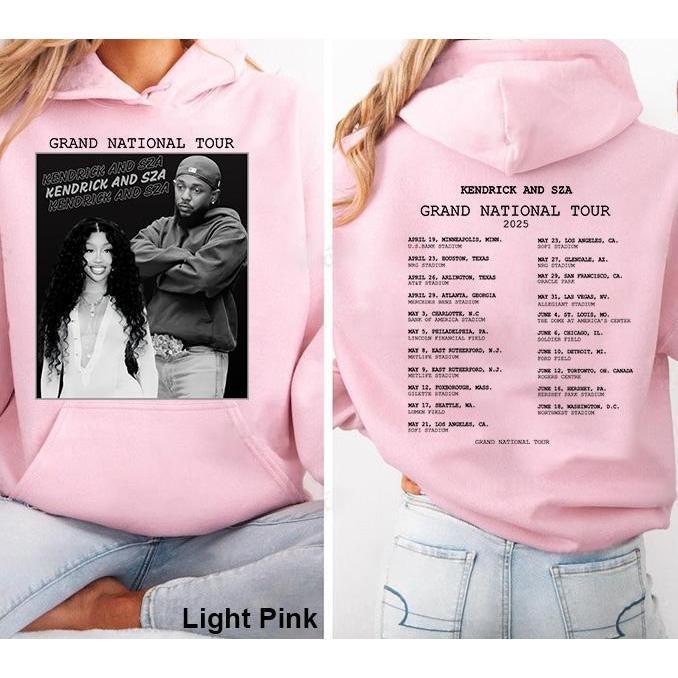 GRAND NATIONAL TOUR
KENDRICK AND SZA
KENDRICK AND SZA
KENDRICK AND SZA
Light Pink
KENDRICK AND SZA
GRAND NATIONAL TOUR
2025
APRIL 19, MINNEAPOLIS, MINN.
U.S.BANK STADIUM
APRIL 23, HOUSTON, TEXAS
NRG STADIUM
APRIL 26, ARLINGTON, TEXAS
AT&T STADIUM
APRIL 29, ATLANTA, GEORGIA
MERCEDES BENZ STADIUM
MAY 3, CHARLOTTE, N.C
BANK OF AMERICA STADIUM
MAY 5, PHILADELPHIA, PA.
LINCOLN FINANCIAL FIELD
MAY 8, EAST RUTHERFORD, N.J.
METLIFE STADIUM
MAY 9, EAST RUTHERFORD, N.J.
METLIFE STADIUM
MAY 12, FOXBOROUGH, MASS.
GILETTE STADIUM
MAY 17, SEATTLE, WA.
LUMEN FIELD
MAY 21, LOS ANGELES, CA.
SOFI STADIUM
MAY 23, LOS ANGELES, CA.
SOFI STADIUM
MAY 27, GLENDALE, AZ.
NRG STADIUM
MAY 29, SAN FRANCISCO, CA.
ORACLE PARK
MAY 31, LAS VEGAS, NV.
ALLEGIANT STADIUM
JUNE 4, ST. LOUIS, MO.
THE DOME AT AMERICA'S CENTER
JUNE 6, CHICAGO, IL.
SOLDIER FIELD
JUNE 10, DETROIT, MI.
FORD FIELD
JUNE 12, TORTONTO, OH. CANADA
ROGERS CENTRE
JUNE 16, HERSHEY, PA.
HERSHEY PARK STADIUM
JUNE 18, WASHINGTON, D.C.
NORTHWEST STADIUM
GRAND NATIONAL TOUR